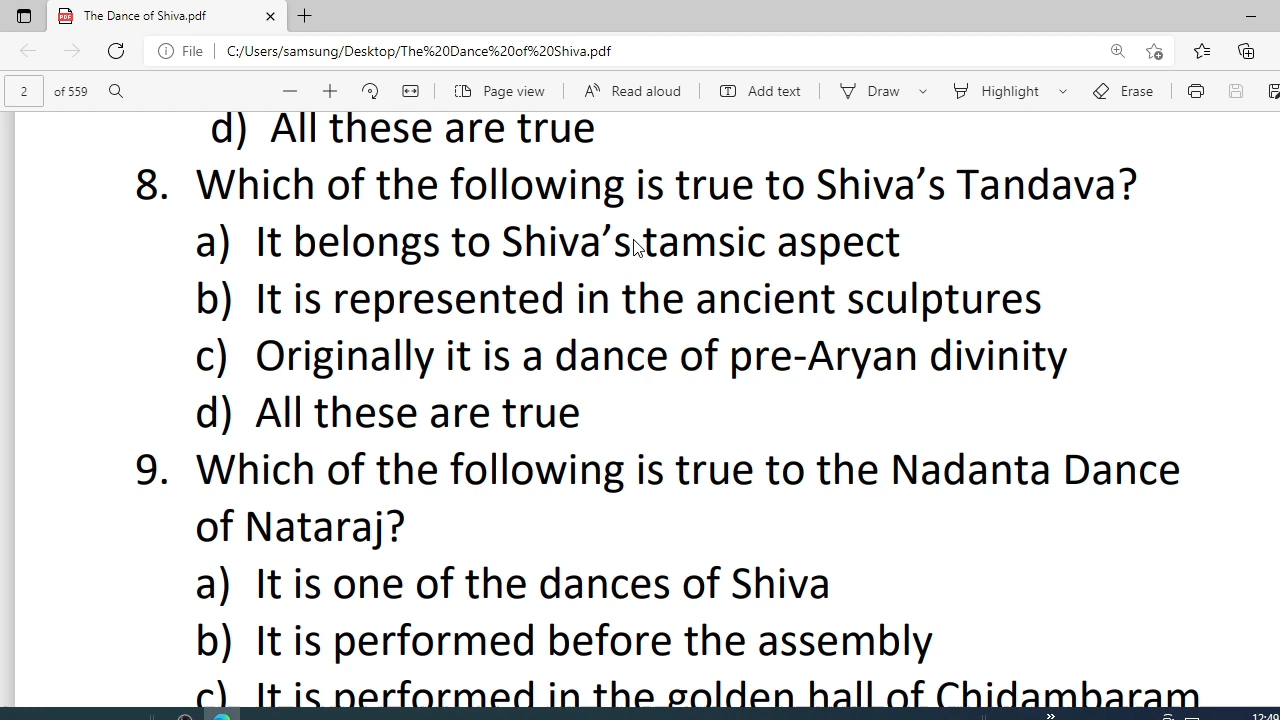 The Dance of Shiva.pdf
File C:/Users/samsung/Desktop/The%20Dance%20of%20Shiva.pdf
2 of 559 Page view Read aloud Add text Draw Highlight Erase
d) All these are true
8. Which of the following is true to Shiva’s Tandava?
a) It belongs to Shiva’s tamsic aspect
b) It is represented in the ancient sculptures
c) Originally it is a dance of pre-Aryan divinity
d) All these are true
9. Which of the following is true to the Nadanta Dance
of Nataraj?
a) It is one of the dances of Shiva
b) It is performed before the assembly
c) It is performed in the golden hall of Chidambaram